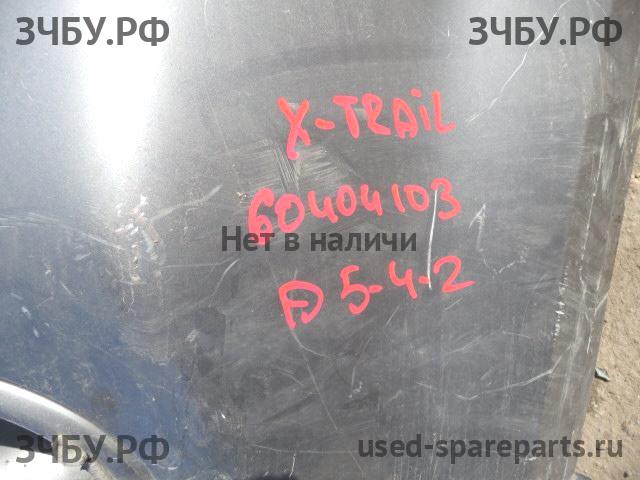 ЗЧБУ.РФ ЗЧБУ.РФ
X-TRAIL
60404103
Нет в наличи
5-4-2
ЗЧБУ.РФ used-spareparts.ru